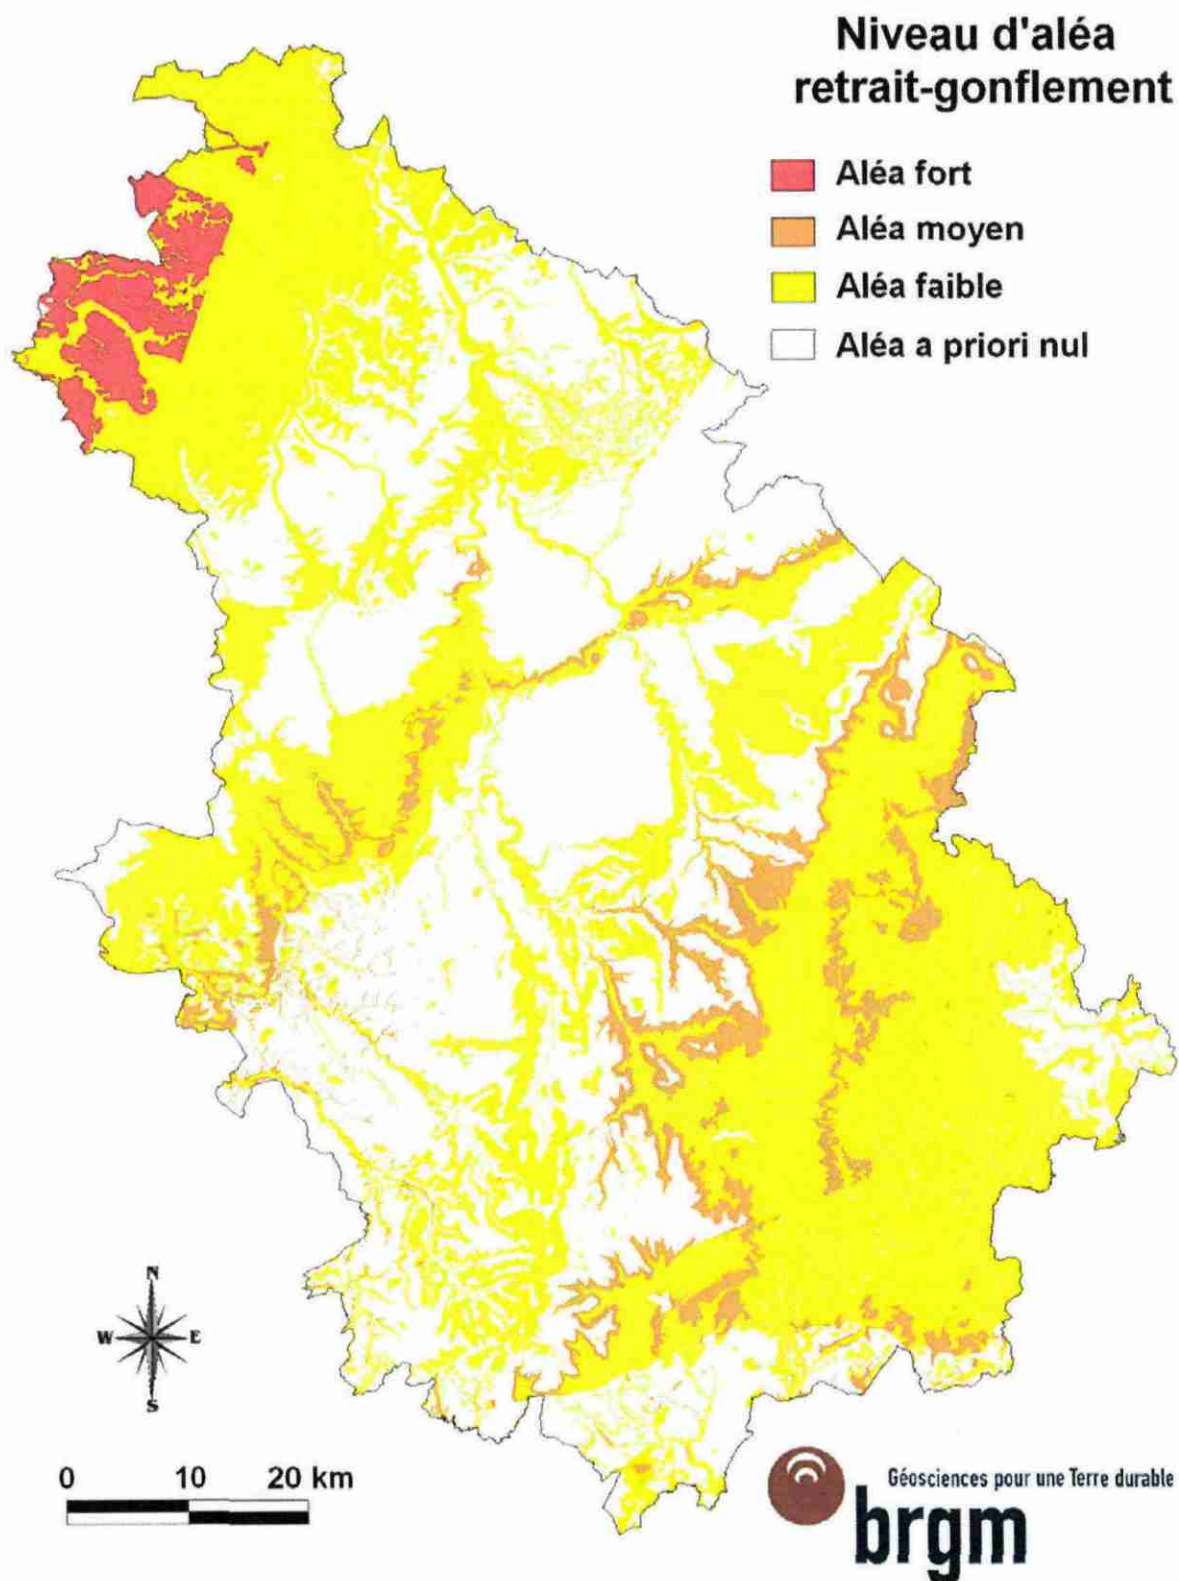 Niveau d'aléa
retrait-gonflement
Aléa fort
Aléa moyen
Aléa faible
Aléa a priori nul
N
W E
S
0 10 20 km
Géosciences pour une Terre durable
brgm